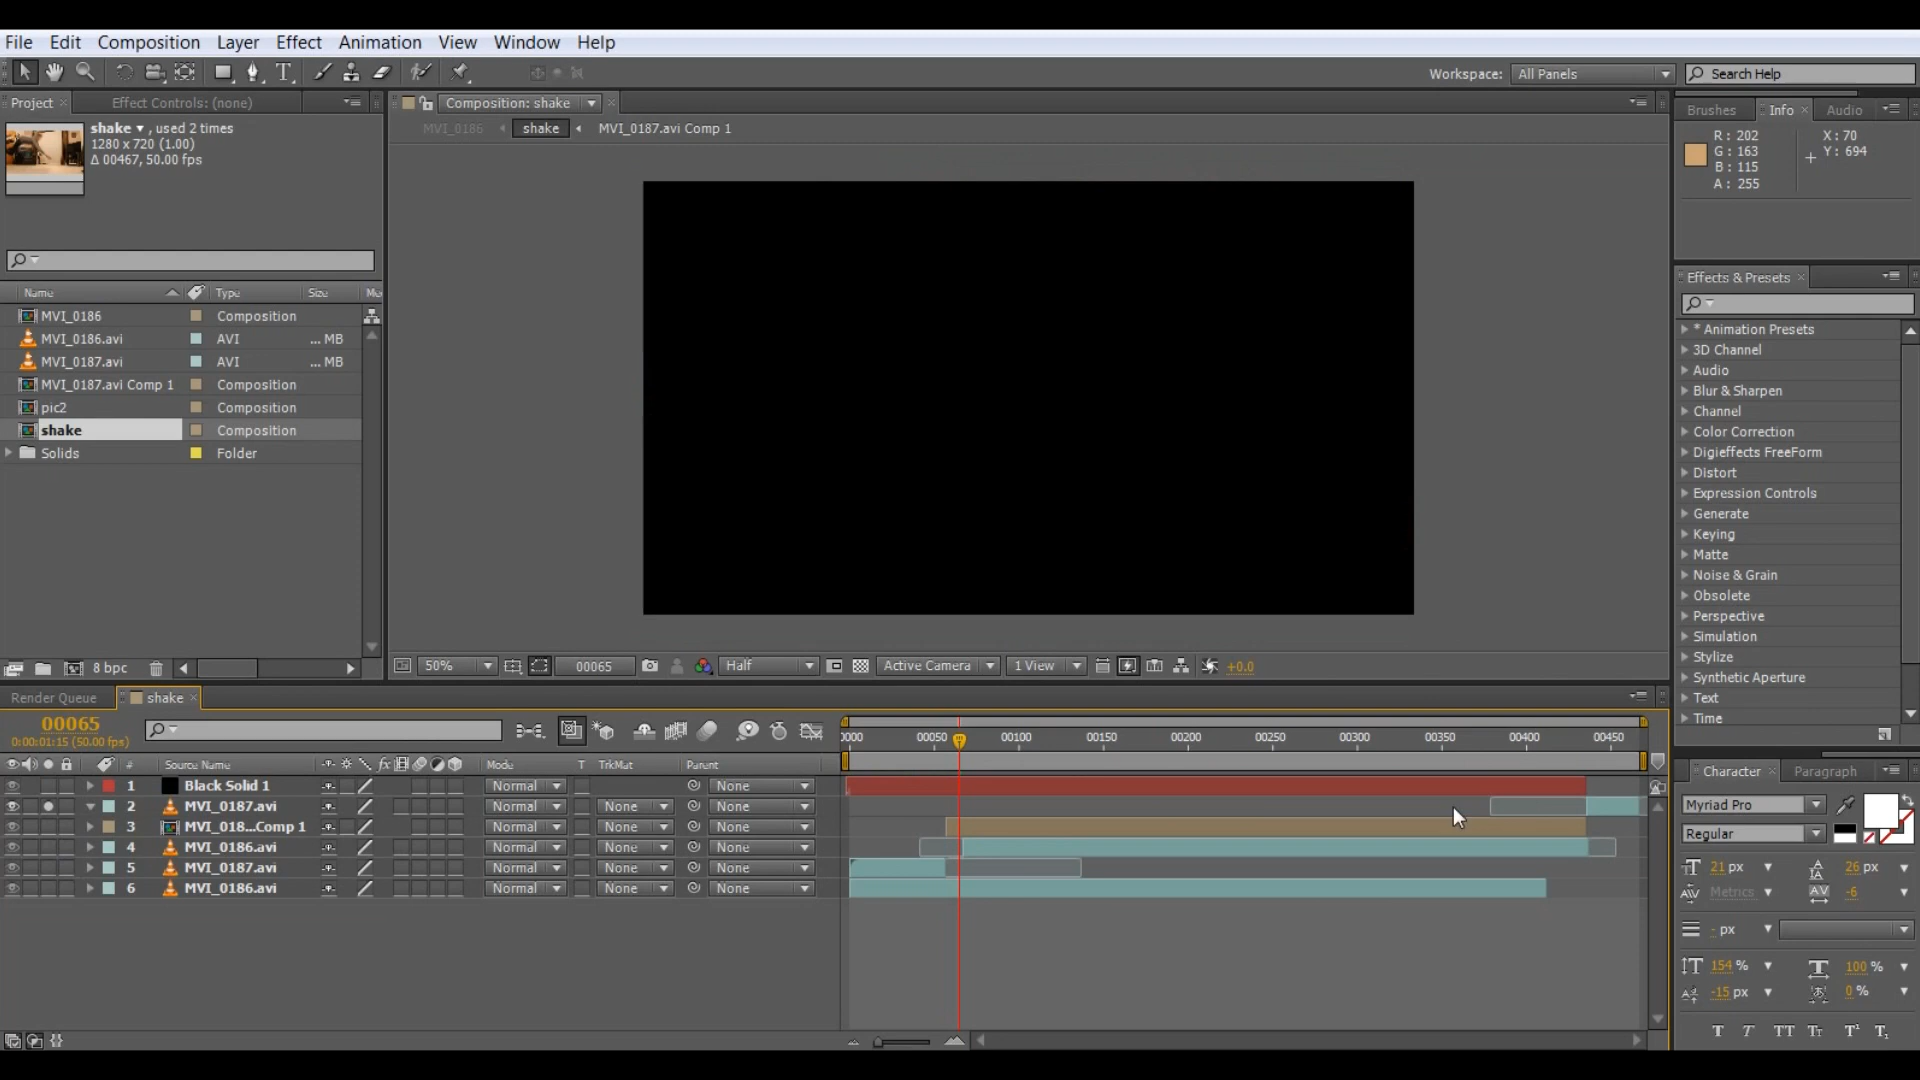 File Edit Composition Layer Effect Animation View Window Help
Workspace: All Panels Search Help
Project Effect Controls: (none)
Composition: shake
Brushes Info Audio
shake , used 2 times
1280 x 720 (1.00)
Δ 00467, 50.00 fps
MVI_0186 shake MVI_0187.avi Comp 1
R: 202 X: 70
G: 163 Y: 694
B: 115
A: 255
Effects & Presets
Name Type Size Me
MVI_0186 Composition
MVI_0186.avi AVI ... MB
MVI_0187.avi AVI ... MB
MVI_0187.avi Comp 1 Composition
pic2 Composition
shake Composition
Solids Folder
* Animation Presets
3D Channel
Audio
Blur & Sharpen
Channel
Color Correction
Digieffects FreeForm
Distort
Expression Controls
Generate
Keying
Matte
Noise & Grain
Obsolete
Perspective
Simulation
Stylize
Synthetic Aperture
Text
Time
8 bpc
50% 00065 Half Active Camera 1 View +0.0
Render Queue shake
00065
0:00:01:15 (50.00 fps)
0000 00050 00100 00150 00200 00250 00300 00350 00400 00450
# Source Name fx Mode T TrkMat Parent
1 Black Solid 1 Normal None
2 MVI_0187.avi Normal None None
3 MVI_018...Comp 1 Normal None None
4 MVI_0186.avi Normal None None
5 MVI_0187.avi Normal None None
6 MVI_0186.avi Normal None None
Character Paragraph
Myriad Pro
Regular
21 px 26 px
Metrics -6
- px
154 % 100 %
-15 px 0 %
T T TT Tt T¹ T₁